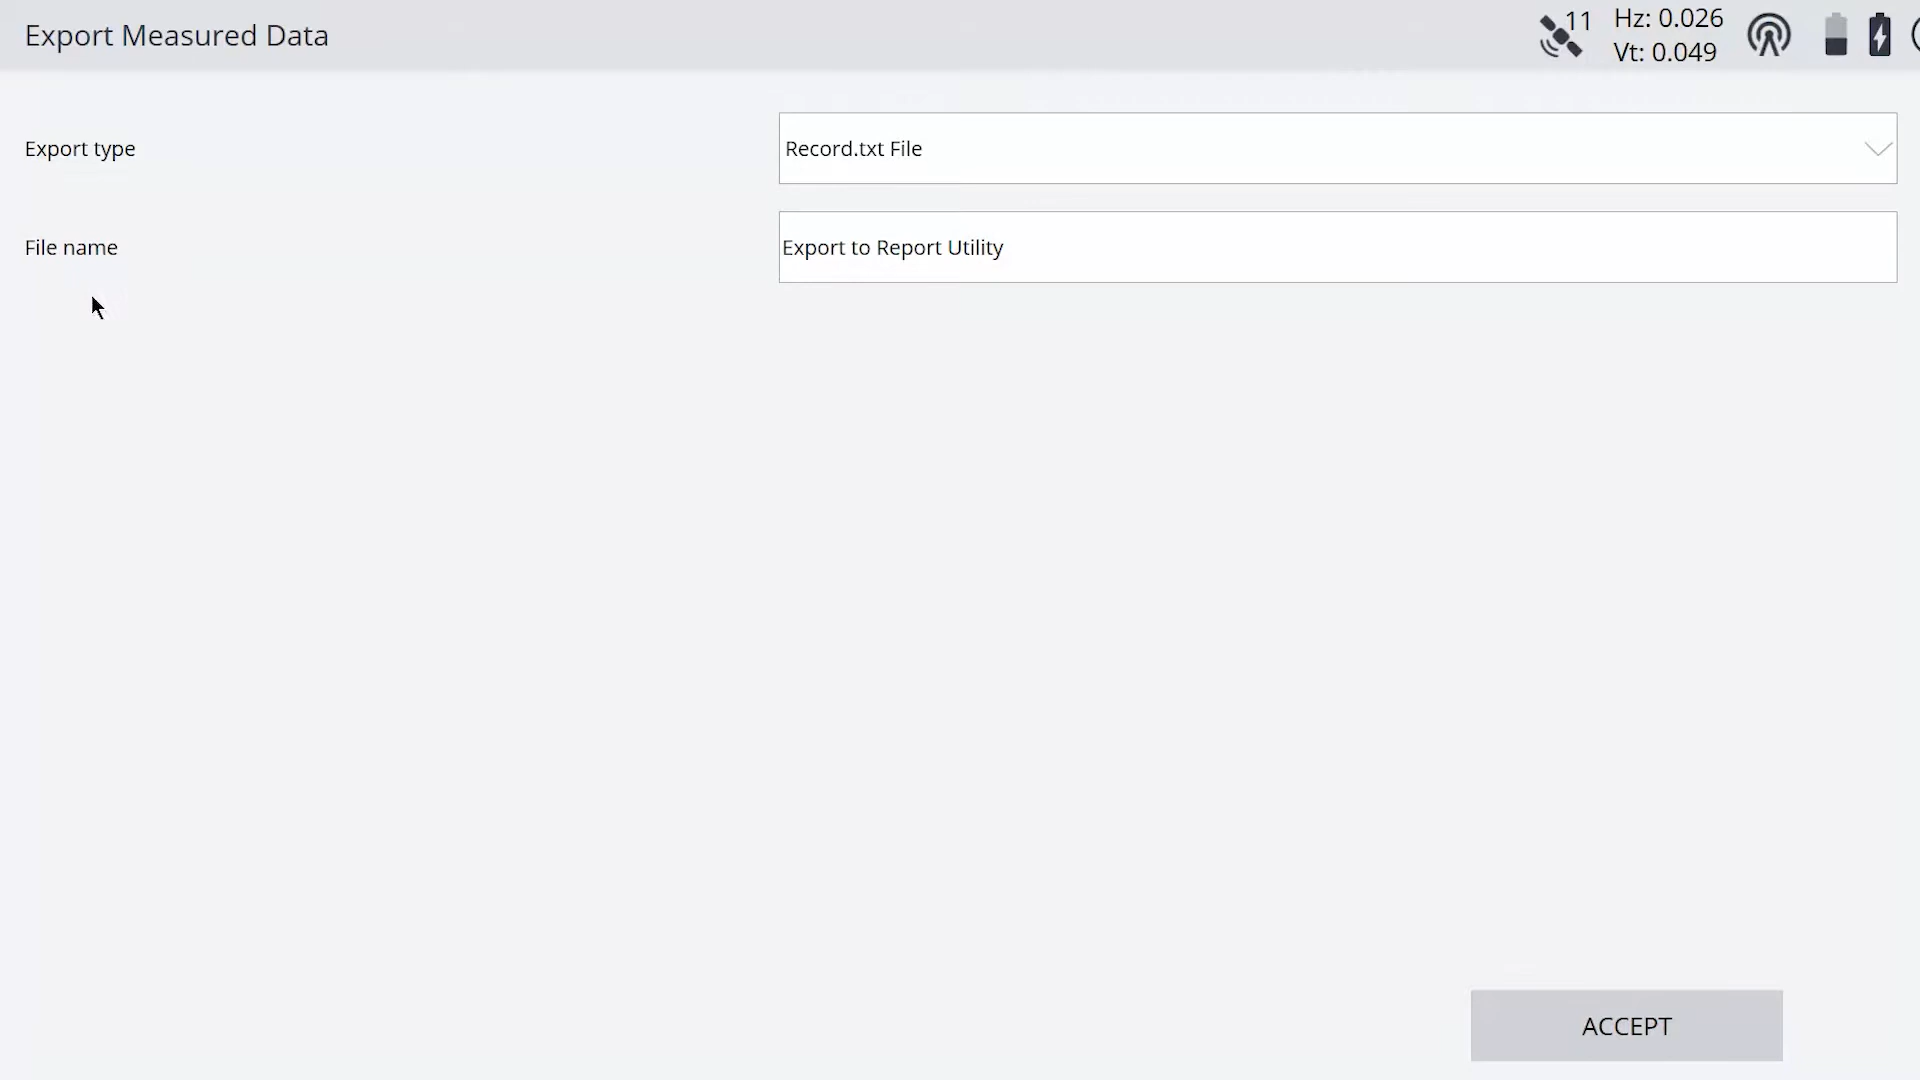 Export Measured Data
11
Hz: 0.026
Vt: 0.049
Export type
Record.txt File
File name
Export to Report Utility
ACCEPT